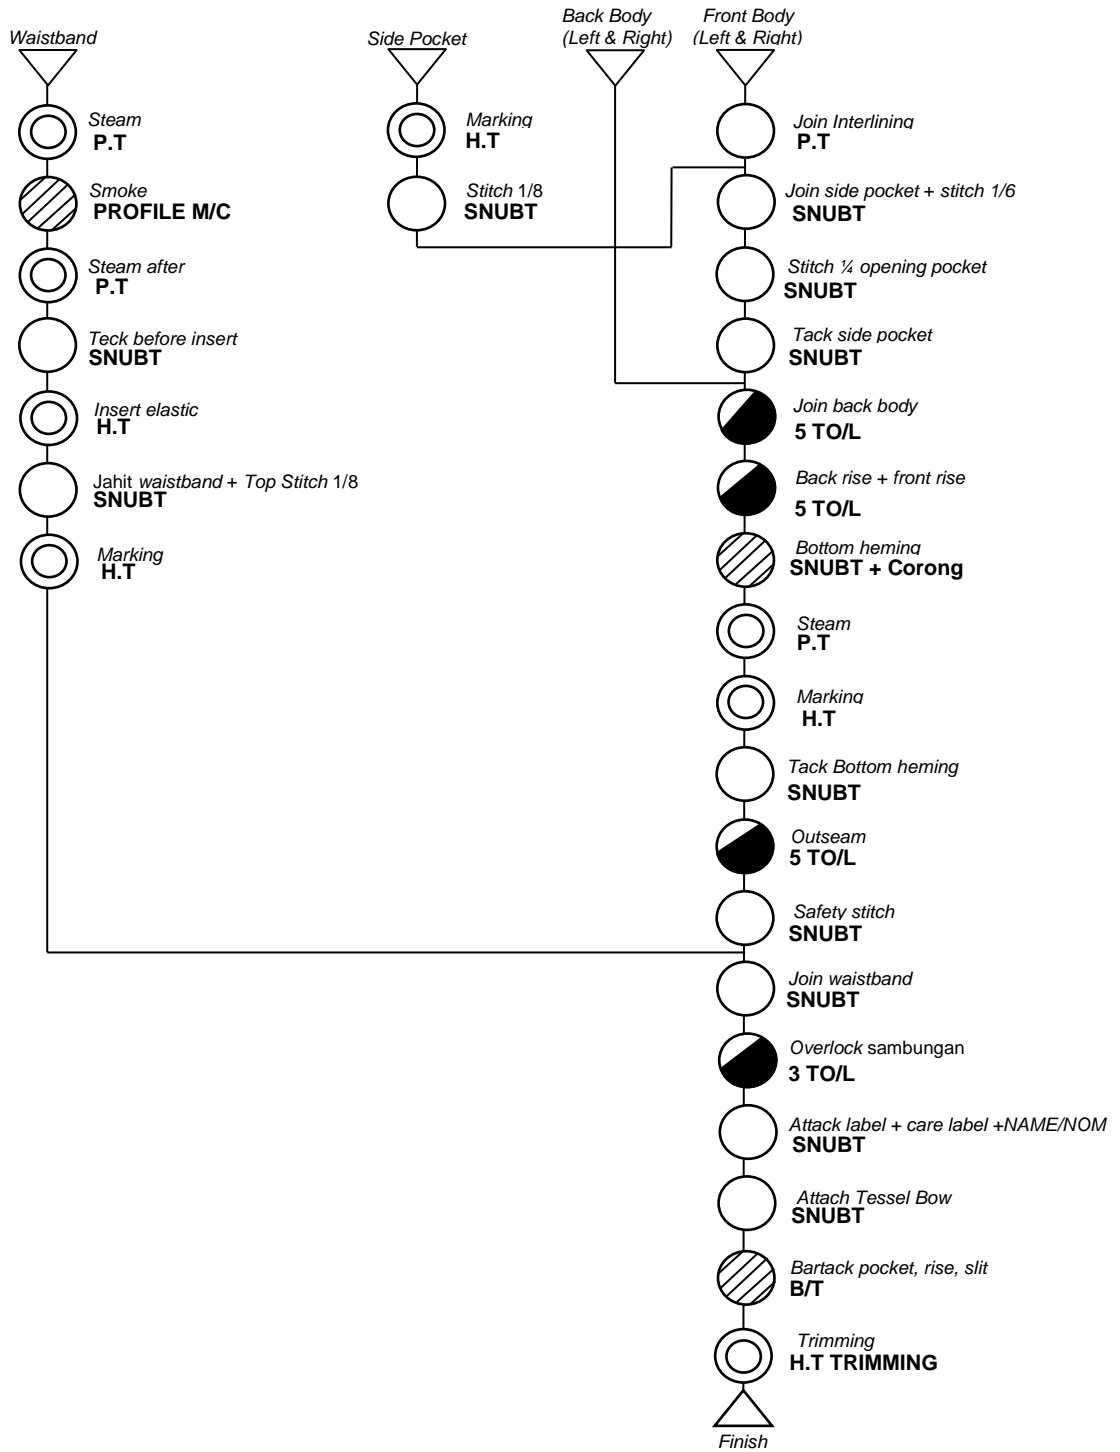 Waistband
Steam
P.T
Smoke
PROFILE M/C
Steam after
P.T
Teck before insert
SNUBT
Insert elastic
H.T
Jahit waistband + Top Stitch 1/8
SNUBT
Marking
H.T
Side Pocket
Marking
H.T
Stitch 1/8
SNUBT
Back Body
(Left & Right)
Front Body
(Left & Right)
Join Interlining
P.T
Join side pocket + stitch 1/6
SNUBT
Stitch ¼ opening pocket
SNUBT
Tack side pocket
SNUBT
Join back body
5 TO/L
Back rise + front rise
5 TO/L
Bottom heming
SNUBT + Corong
Steam
P.T
Marking
H.T
Tack Bottom heming
SNUBT
Outseam
5 TO/L
Safety stitch
SNUBT
Join waistband
SNUBT
Overlock sambungan
3 TO/L
Attack label + care label +NAME/NOM
SNUBT
Attach Tessel Bow
SNUBT
Bartack pocket, rise, slit
B/T
Trimming
H.T TRIMMING
Finish